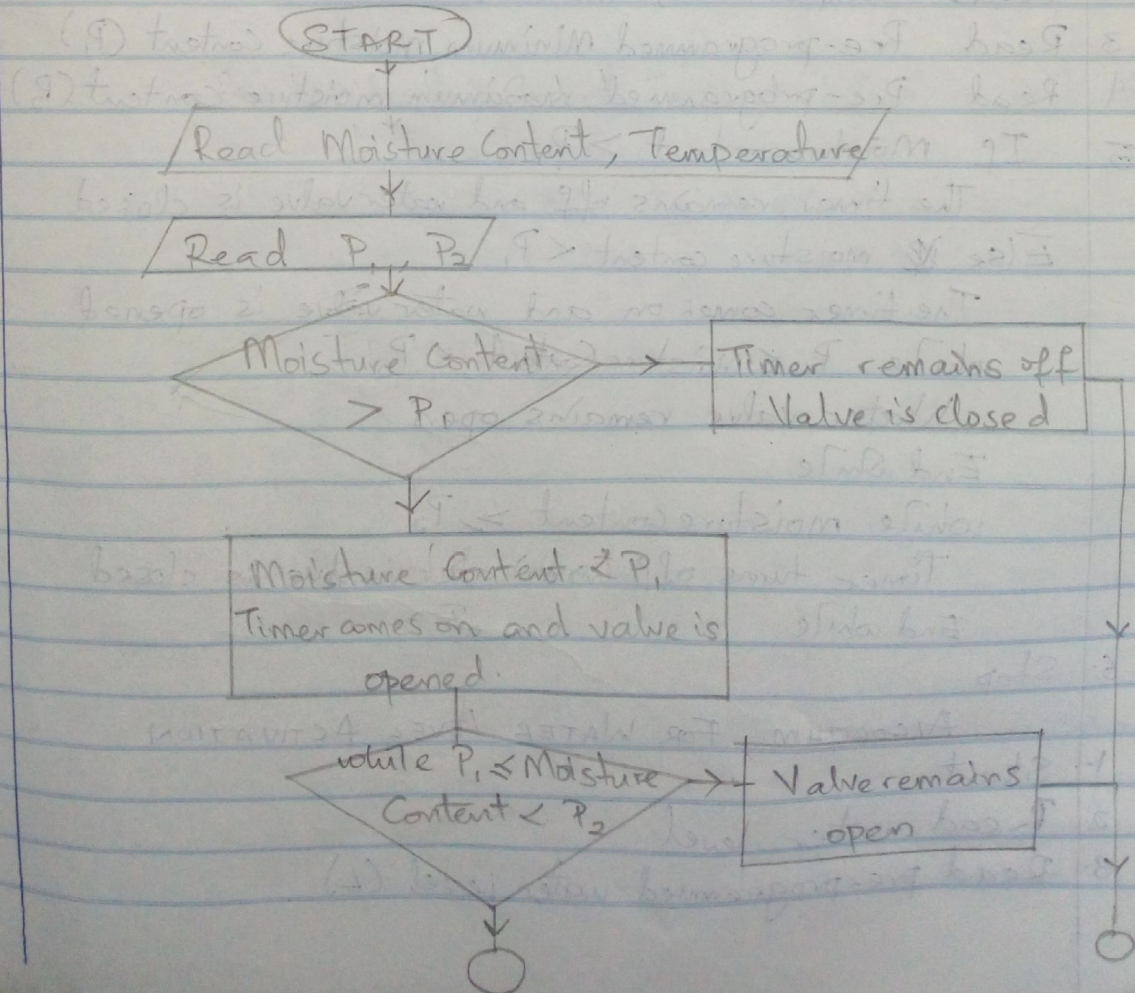 START
Read Moisture Content, Temperature
Read P1, P2
Moisture Content
> P1
Timer remains off
Valve is closed
Moisture Content < P1
Timer comes on and valve is
opened.
while P1 ≤ Moisture
Content < P2
Valve remains
open